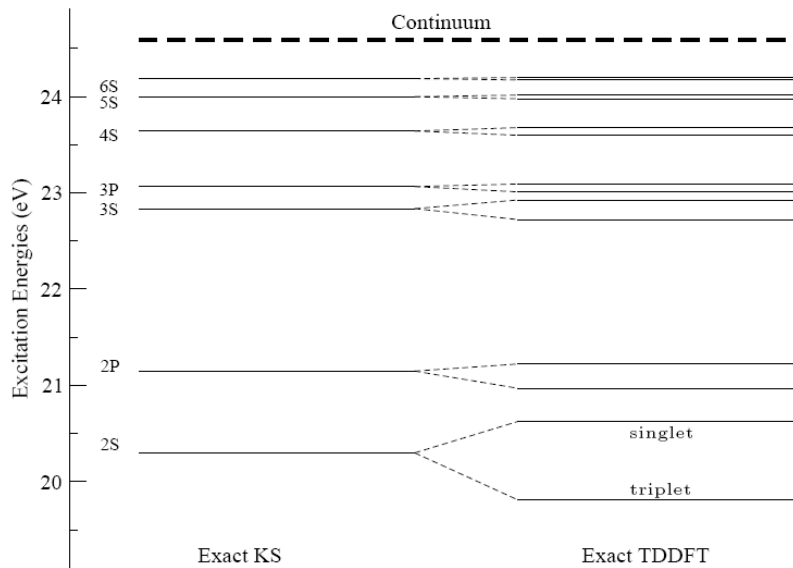 Continuum
6S
24
5S
4S
3P
23
3S
22
2P
21
singlet
2S
20
triplet
Excitation Energies (eV)
Exact KS
Exact TDDFT